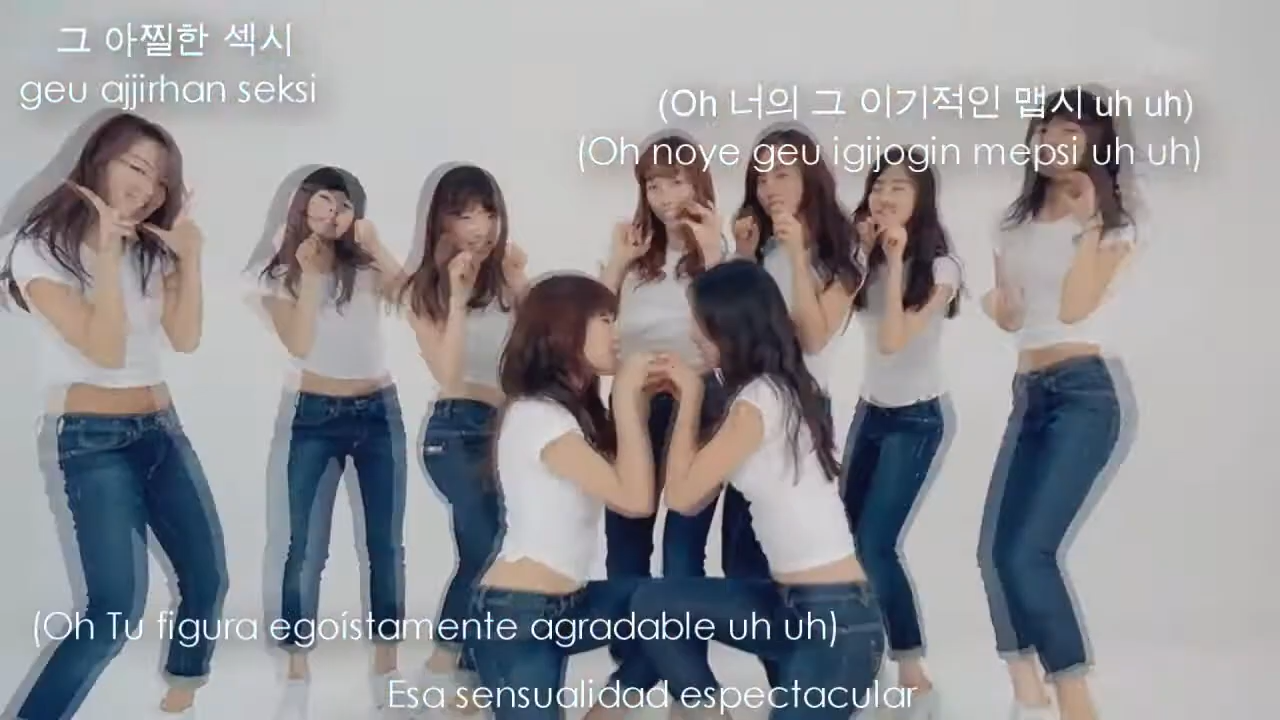 그 아찔한 섹시
geu ajjirhan seksi
(Oh 너의 그 이기적인 맵시 uh uh)
(Oh noye geu igijogin mepsi uh uh)
(Oh Tu figura egoístamente agradable uh uh)
Esa sensualidad espectacular